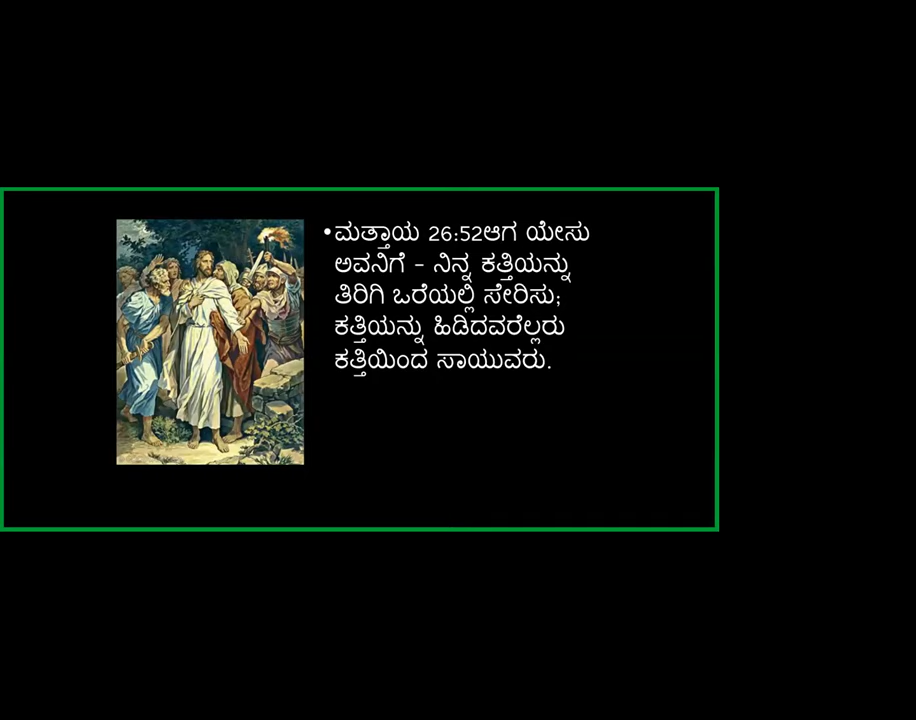 •ಮತ್ತಾಯ 26:52ಆಗ ಯೇಸು
ಅವನಿಗೆ – ನಿನ್ನ ಕತ್ತಿಯನ್ನು
ತಿರಿಗಿ ಒರೆಯಲ್ಲಿ ಸೇರಿಸು;
ಕತ್ತಿಯನ್ನು ಹಿಡಿದವರೆಲ್ಲರು
ಕತ್ತಿಯಿಂದ ಸಾಯುವರು.